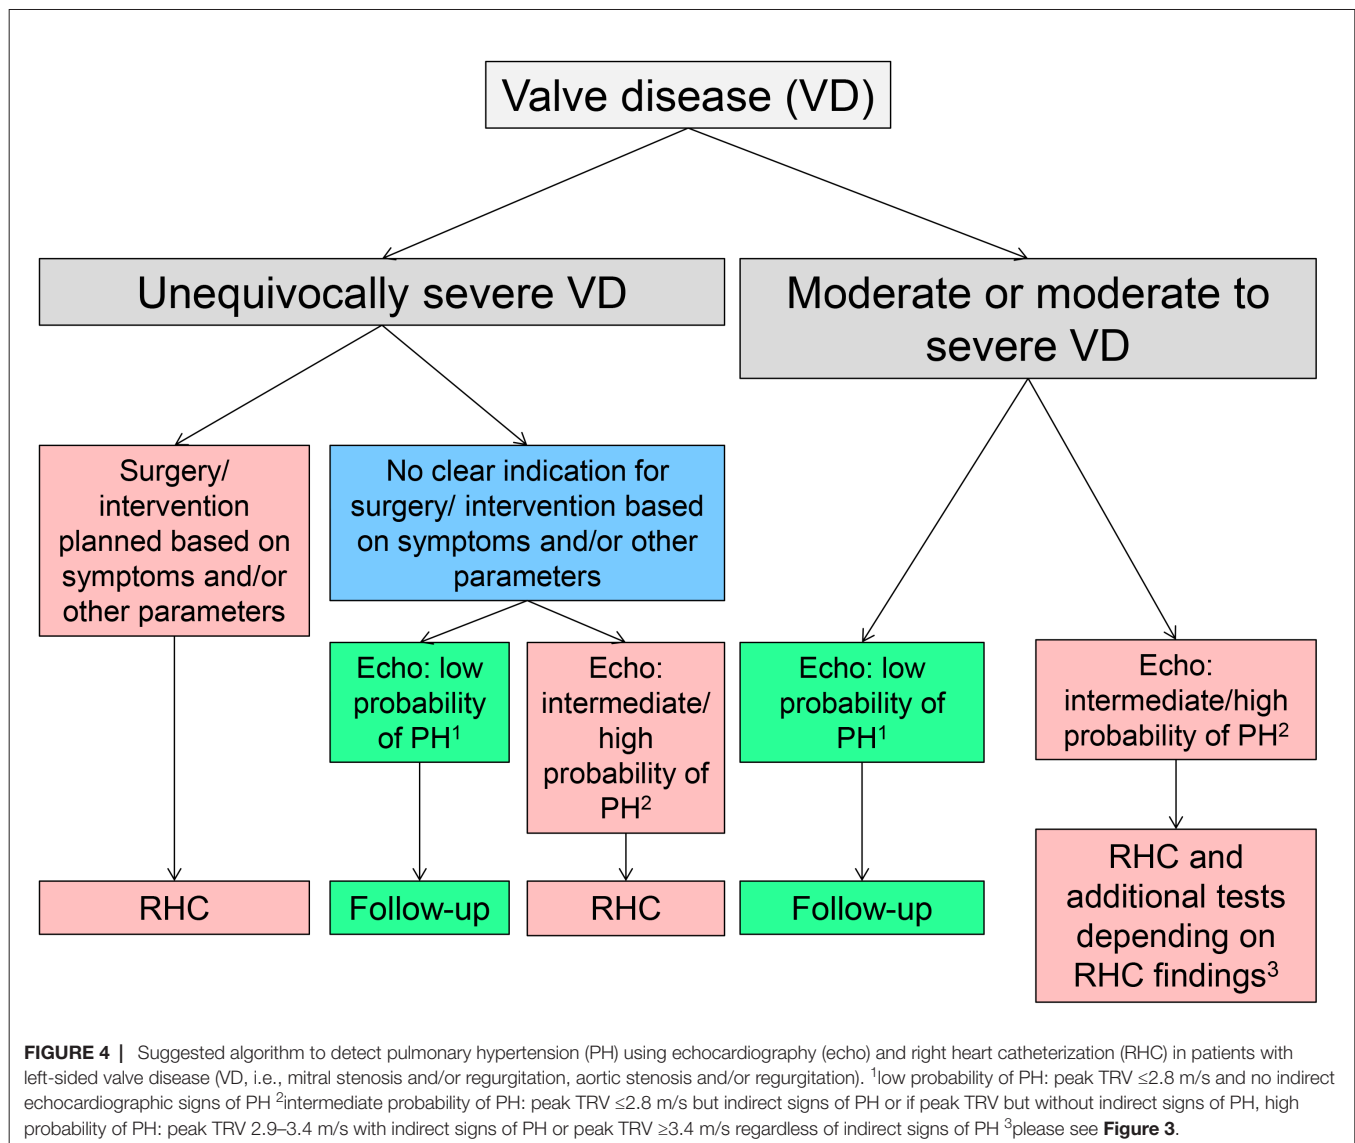 Valve disease (VD)
Unequivocally severe VD
Moderate or moderate to
severe VD
Surgery/
intervention
planned based on
symptoms and/or
other parameters
No clear indication for
surgery/ intervention based
on symptoms and/or other
parameters
Echo: low
probability
of PH¹
Echo:
intermediate/
high
probability of
PH²
Echo: low
probability of
PH¹
Echo:
intermediate/high
probability of PH²
RHC
Follow-up
RHC
Follow-up
RHC and
additional tests
depending on
RHC findings³
FIGURE 4 | Suggested algorithm to detect pulmonary hypertension (PH) using echocardiography (echo) and right heart catheterization (RHC) in patients with
left-sided valve disease (VD, i.e., mitral stenosis and/or regurgitation, aortic stenosis and/or regurgitation). ¹low probability of PH: peak TRV ≤2.8 m/s and no indirect
echocardiographic signs of PH ²intermediate probability of PH: peak TRV ≤2.8 m/s but indirect signs of PH or if peak TRV but without indirect signs of PH, high
probability of PH: peak TRV 2.9–3.4 m/s with indirect signs of PH or peak TRV ≥3.4 m/s regardless of indirect signs of PH ³please see Figure 3.